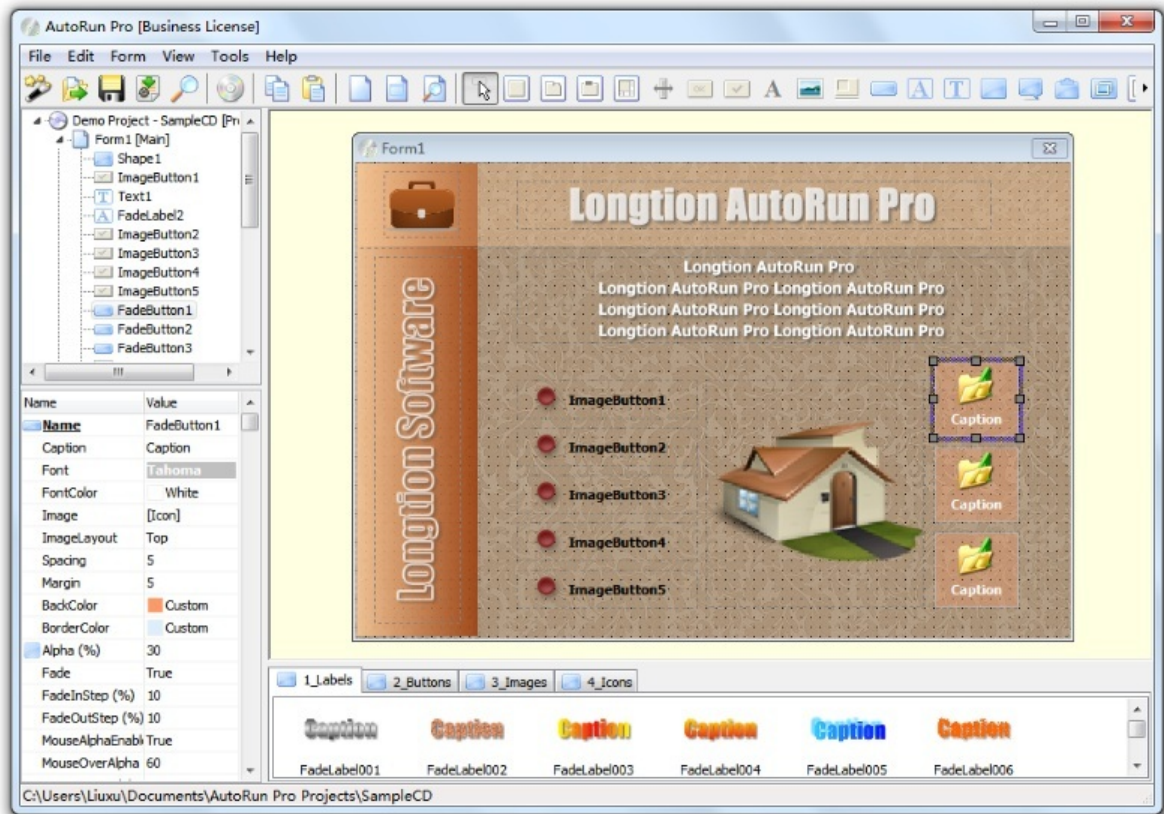 AutoRun Pro [Business License]
File Edit Form View Tools Help
Demo Project - SampleCD [Pr
Form1 [Main]
Shape1
ImageButton1
Text1
FadeLabel2
ImageButton2
ImageButton3
ImageButton4
ImageButton5
FadeButton1
FadeButton2
FadeButton3
Name Value
Name FadeButton1
Caption Caption
Font Tahoma
FontColor White
Image [Icon]
ImageLayout Top
Spacing 5
Margin 5
BackColor Custom
BorderColor Custom
Alpha (%) 30
Fade True
FadeInStep (%) 10
FadeOutStep (%) 10
MouseAlphaEnabl True
MouseOverAlpha 60
Form1
Longtion AutoRun Pro
Longtion Software
Longtion AutoRun Pro
Longtion AutoRun Pro Longtion AutoRun Pro
Longtion AutoRun Pro Longtion AutoRun Pro
Longtion AutoRun Pro Longtion AutoRun Pro
ImageButton1
ImageButton2
ImageButton3
ImageButton4
ImageButton5
Caption
Caption
Caption
1_Labels 2_Buttons 3_Images 4_Icons
Caption Caption Caption Caption Caption Caption
FadeLabel001 FadeLabel002 FadeLabel003 FadeLabel004 FadeLabel005 FadeLabel006
C:\Users\Liuxu\Documents\AutoRun Pro Projects\SampleCD